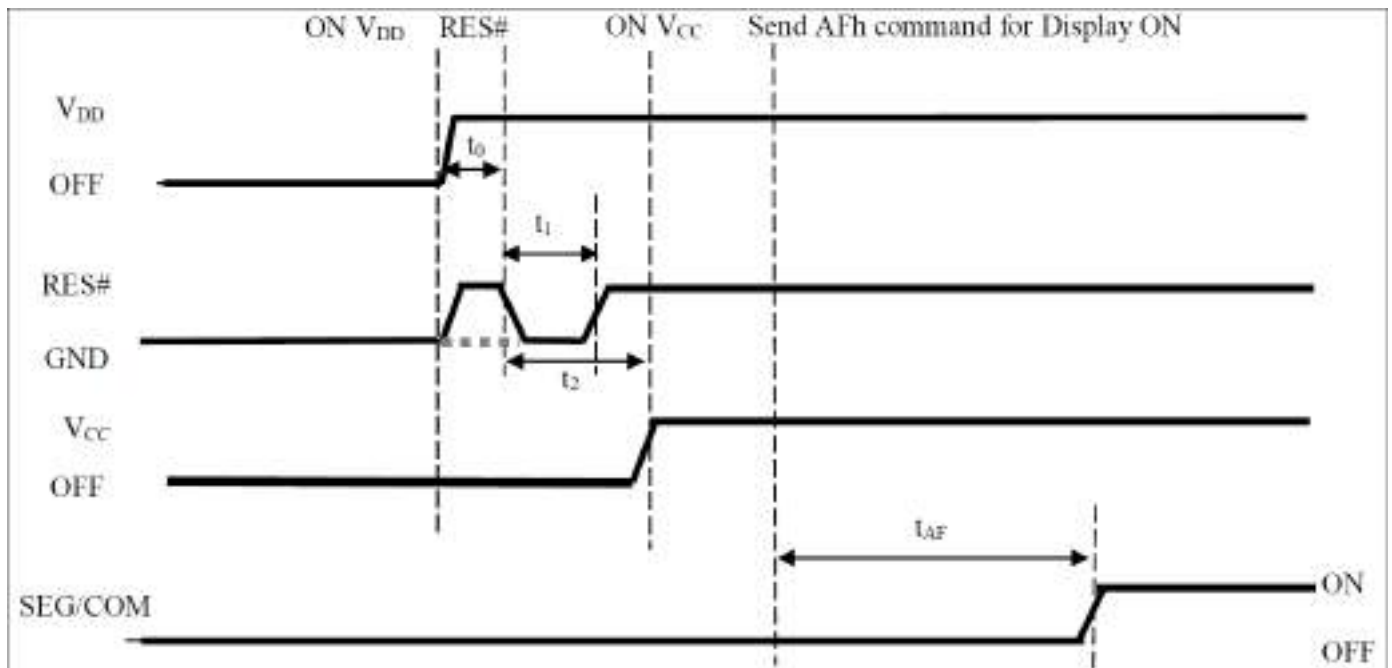 ON VDD RES# ON VCC Send AFh command for Display ON
VDD
t0
OFF
t1
RES#
GND
t2
VCC
OFF
tAF
ON
SEG/COM
OFF